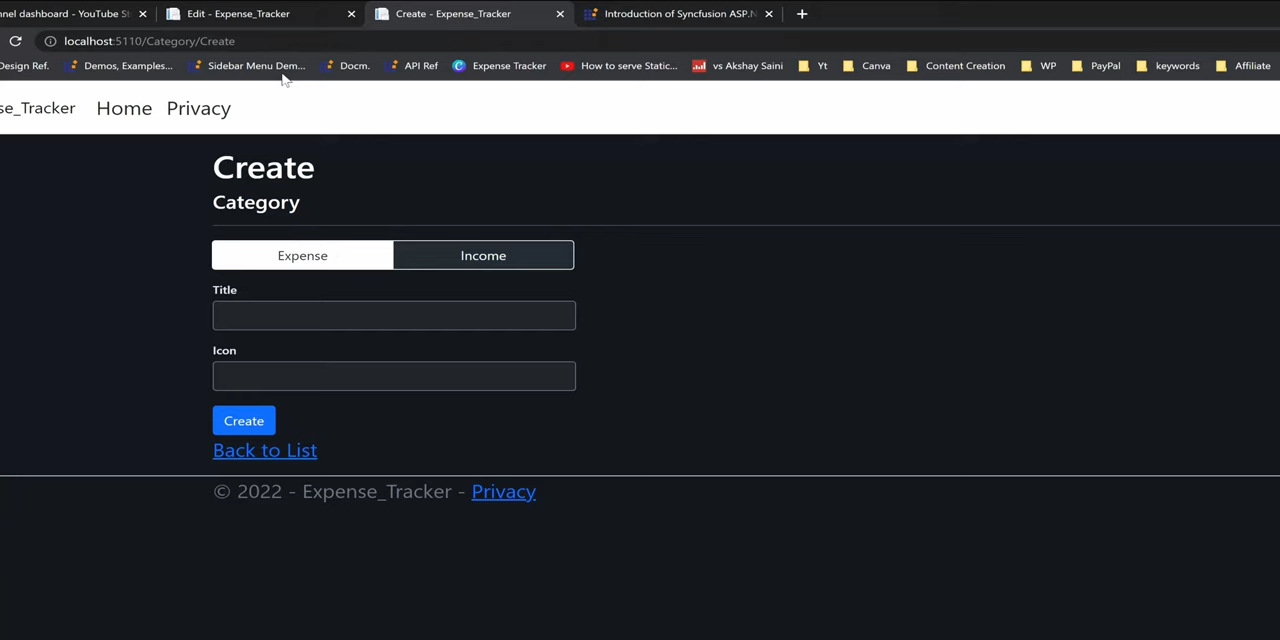 nnel dashboard - YouTube St
Edit - Expense_Tracker
Create - Expense_Tracker
Introduction of Syncfusion ASP.N
localhost:5110/Category/Create
Design Ref.
Demos, Examples...
Sidebar Menu Dem...
Docm.
API Ref
Expense Tracker
How to serve Static...
vs Akshay Saini
Yt
Canva
Content Creation
WP
PayPal
keywords
Affiliate
se_Tracker
Home
Privacy
Create
Category
Expense
Income
Title
Icon
Create
Back to List
© 2022 - Expense_Tracker - Privacy